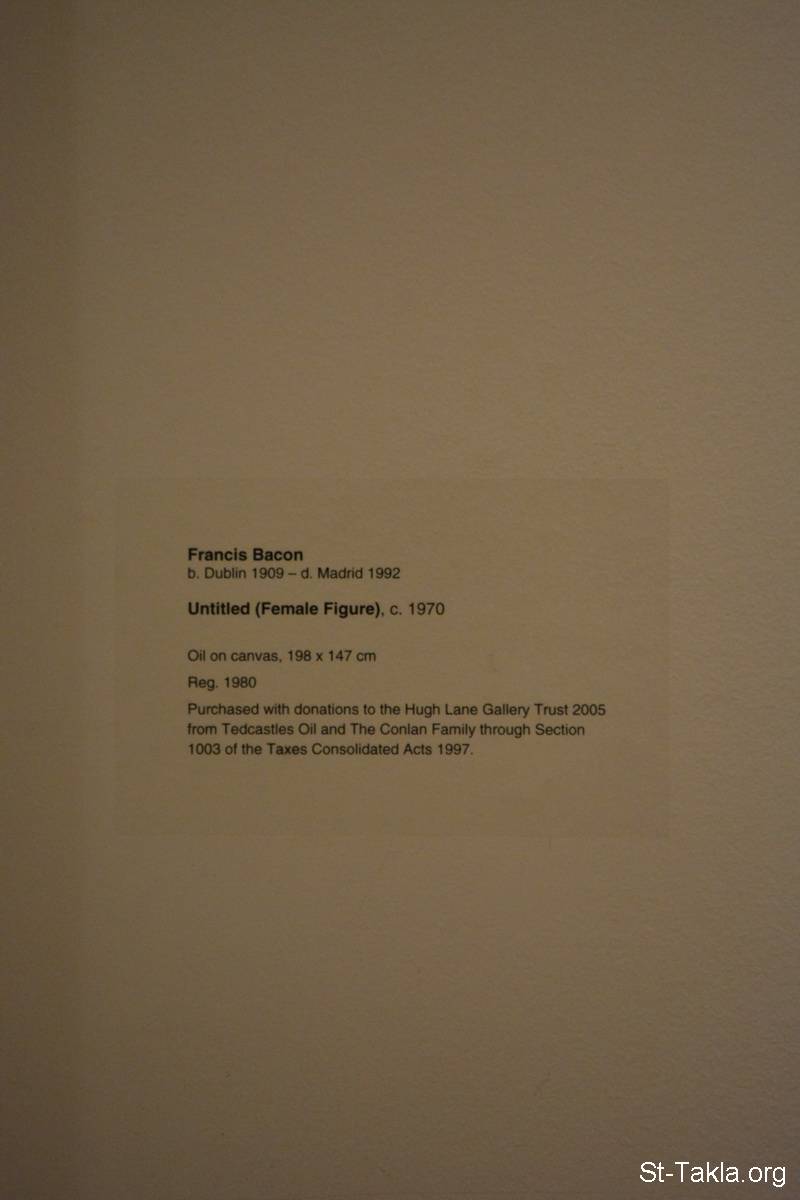 Francis Bacon
b. Dublin 1909 – d. Madrid 1992
Untitled (Female Figure), c. 1970
Oil on canvas, 198 x 147 cm
Reg. 1980
Purchased with donations to the Hugh Lane Gallery Trust 2005
from Tedcastles Oil and The Conlan Family through Section
1003 of the Taxes Consolidated Acts 1997.
St-Takla.org